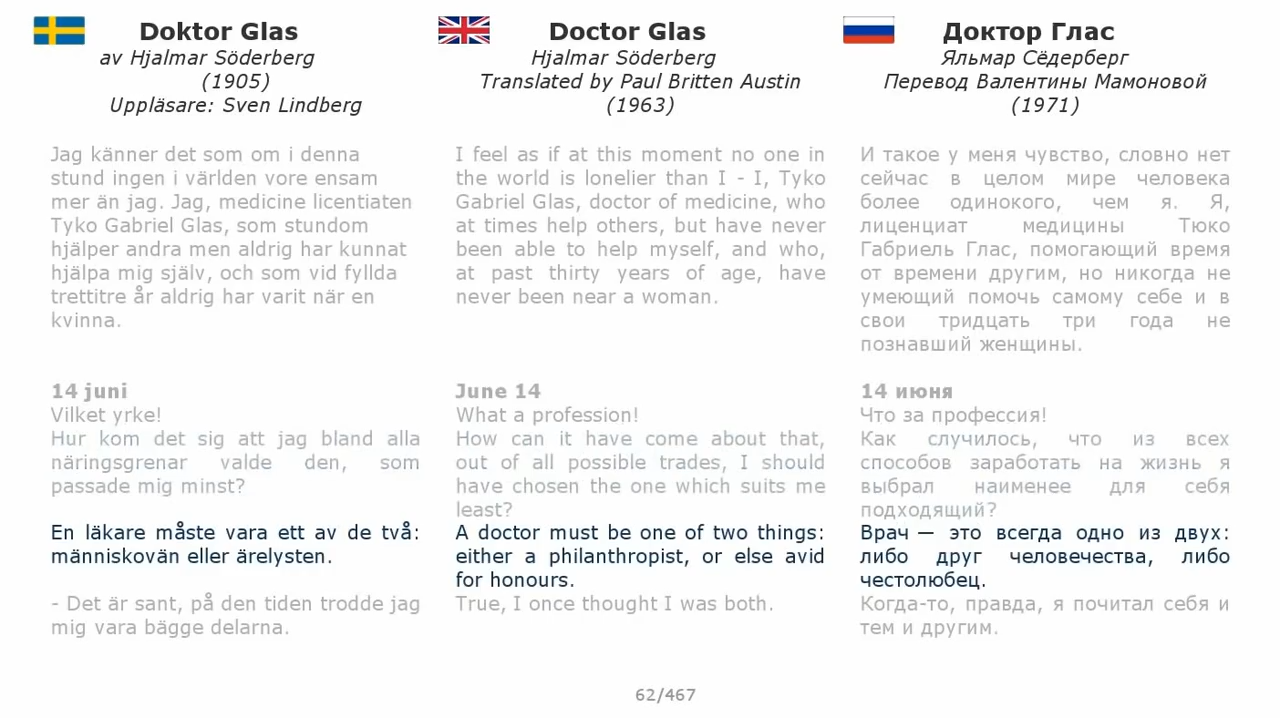 Doktor Glas
av Hjalmar Söderberg
(1905)
Uppläsare: Sven Lindberg
Jag känner det som om i denna
stund ingen i världen vore ensam
mer än jag. Jag, medicine licentiaten
Tyko Gabriel Glas, som stundom
hjälper andra men aldrig har kunnat
hjälpa mig själv, och som vid fyllda
trettitre år aldrig har varit när en
kvinna.
14 juni
Vilket yrke!
Hur kom det sig att jag bland alla
näringsgrenar valde den, som
passade mig minst?
En läkare måste vara ett av de två:
människovän eller ärelysten.
- Det är sant, på den tiden trodde jag
mig vara bägge delarna.
Doctor Glas
Hjalmar Söderberg
Translated by Paul Britten Austin
(1963)
I feel as if at this moment no one in
the world is lonelier than I - I, Tyko
Gabriel Glas, doctor of medicine, who
at times help others, but have never
been able to help myself, and who,
at past thirty years of age, have
never been near a woman.
June 14
What a profession!
How can it have come about that,
out of all possible trades, I should
have chosen the one which suits me
least?
A doctor must be one of two things:
either a philanthropist, or else avid
for honours.
True, I once thought I was both.
Доктор Глас
Яльмар Сёдерберг
Перевод Валентины Мамоновой
(1971)
И такое у меня чувство, словно нет
сейчас в целом мире человека
более одинокого, чем я. Я,
лиценциат медицины Тюко
Габриель Глас, помогающий время
от времени другим, но никогда не
умеющий помочь самому себе и в
свои тридцать три года не
познавший женщины.
14 июня
Что за профессия!
Как случилось, что из всех
способов заработать на жизнь я
выбрал наименее для себя
подходящий?
Врач — это всегда одно из двух:
либо друг человечества, либо
честолюбец.
Когда-то, правда, я почитал себя и
тем и другим.
62/467